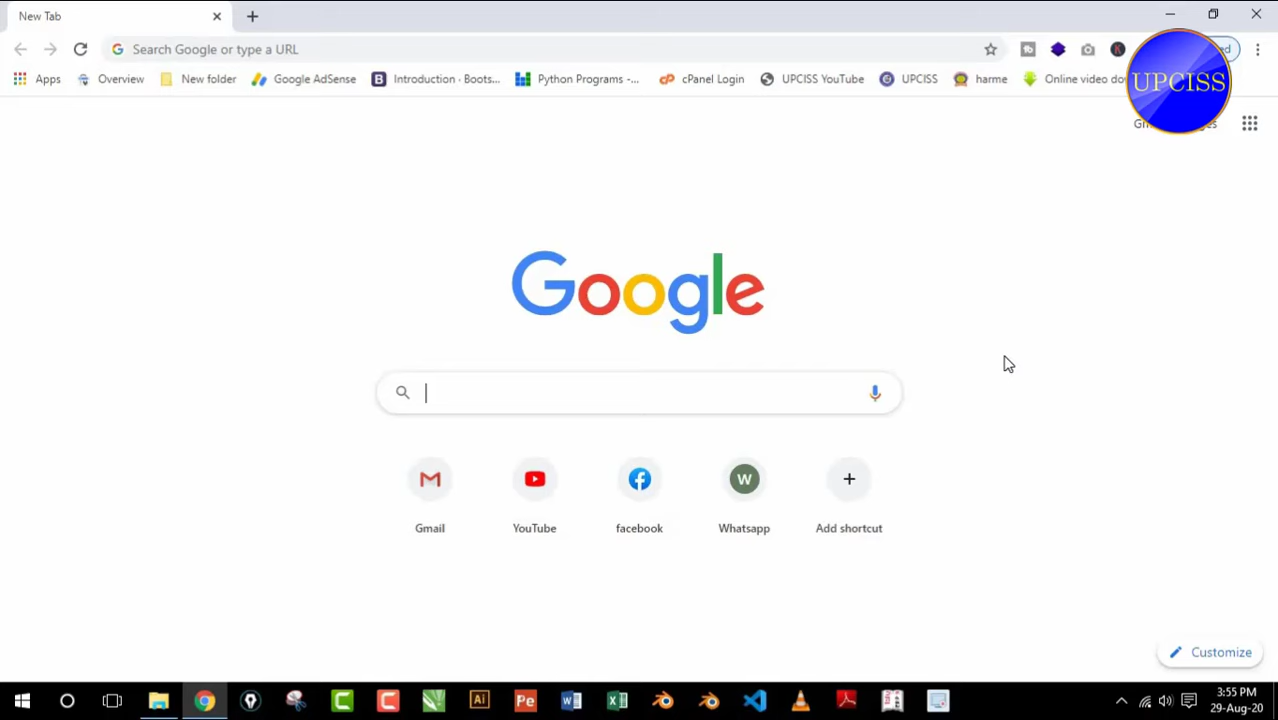 New Tab
Search Google or type a URL
Apps Overview New folder Google AdSense Introduction · Boots... Python Programs -... cPanel Login UPCISS YouTube UPCISS harme Online video do
UPCISS
Google
Gmail YouTube facebook W Whatsapp Add shortcut
Customize
Ai Pe
3:55 PM
29-Aug-20